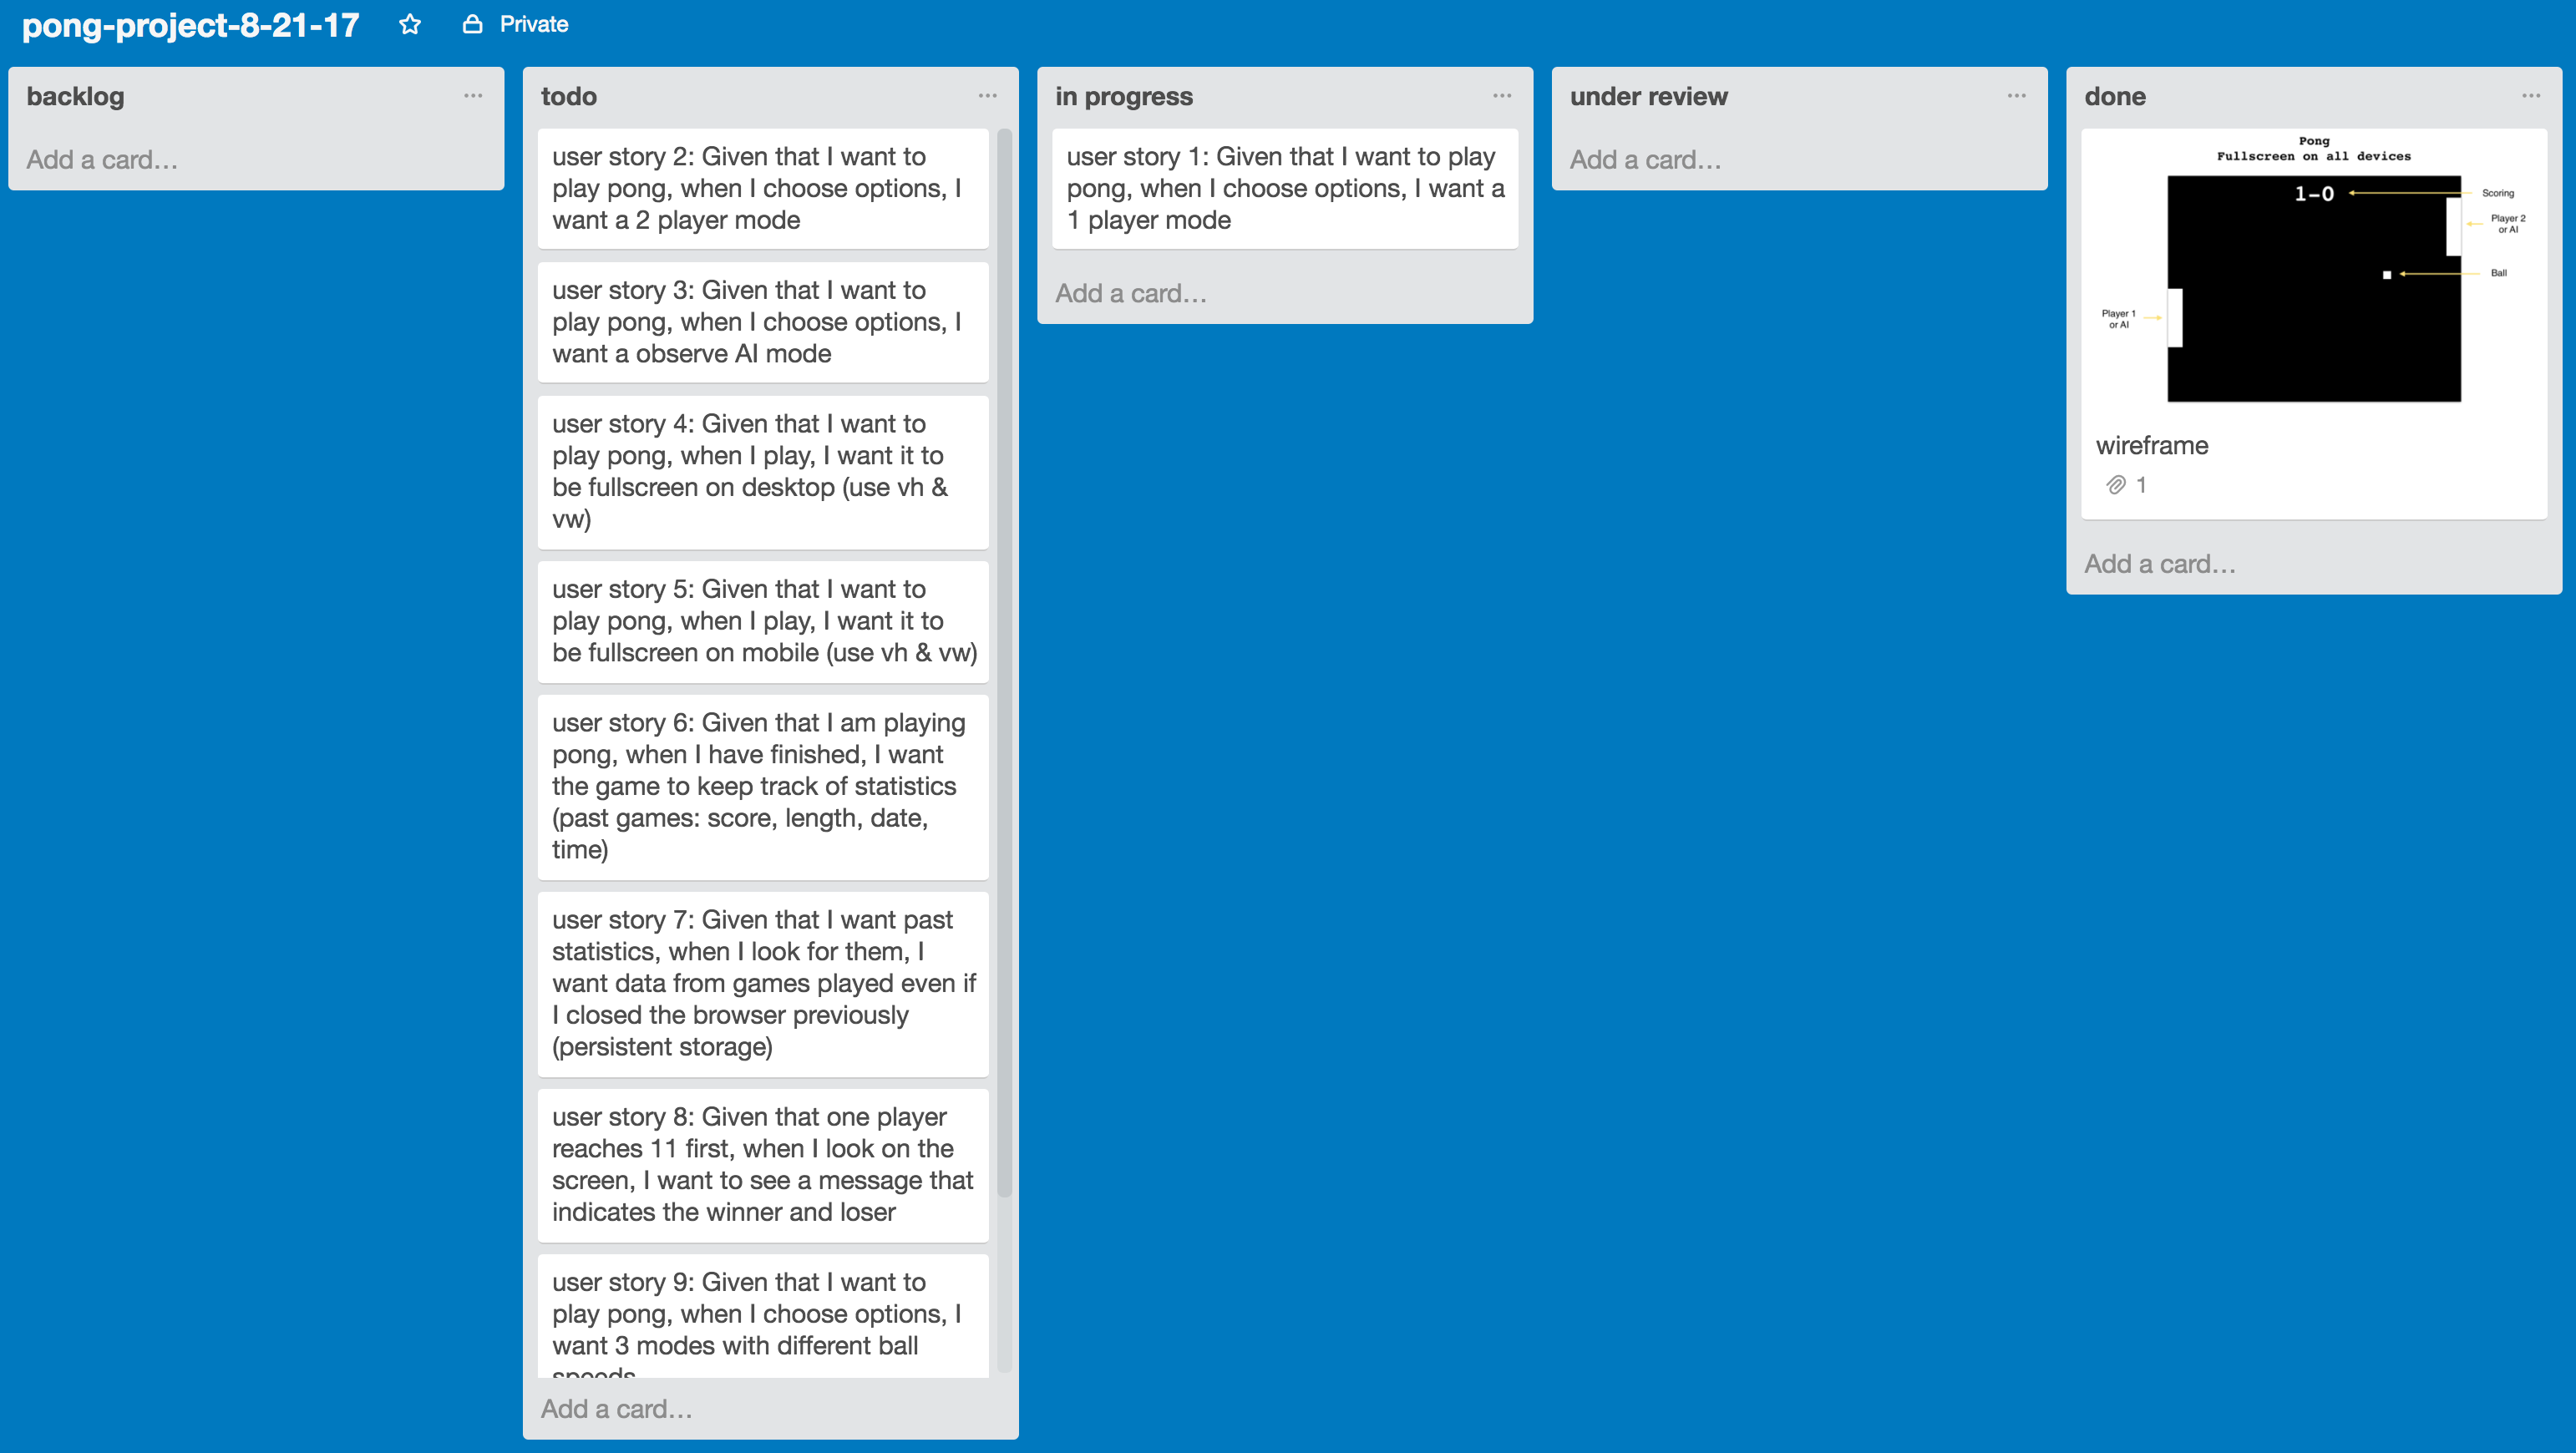 pong-project-8-21-17
Private
backlog
Add a card…
todo
user story 2: Given that I want to
play pong, when I choose options, I
want a 2 player mode
user story 3: Given that I want to
play pong, when I choose options, I
want a observe AI mode
user story 4: Given that I want to
play pong, when I play, I want it to
be fullscreen on desktop (use vh &
vw)
user story 5: Given that I want to
play pong, when I play, I want it to
be fullscreen on mobile (use vh & vw)
user story 6: Given that I am playing
pong, when I have finished, I want
the game to keep track of statistics
(past games: score, length, date,
time)
user story 7: Given that I want past
statistics, when I look for them, I
want data from games played even if
I closed the browser previously
(persistent storage)
user story 8: Given that one player
reaches 11 first, when I look on the
screen, I want to see a message that
indicates the winner and loser
user story 9: Given that I want to
play pong, when I choose options, I
want 3 modes with different ball
speeds
Add a card…
in progress
user story 1: Given that I want to play
pong, when I choose options, I want a
1 player mode
Add a card…
under review
Add a card…
done
Pong
Fullscreen on all devices
1-0
Scoring
Player 2
or AI
Ball
Player 1
or AI
wireframe
1
Add a card…